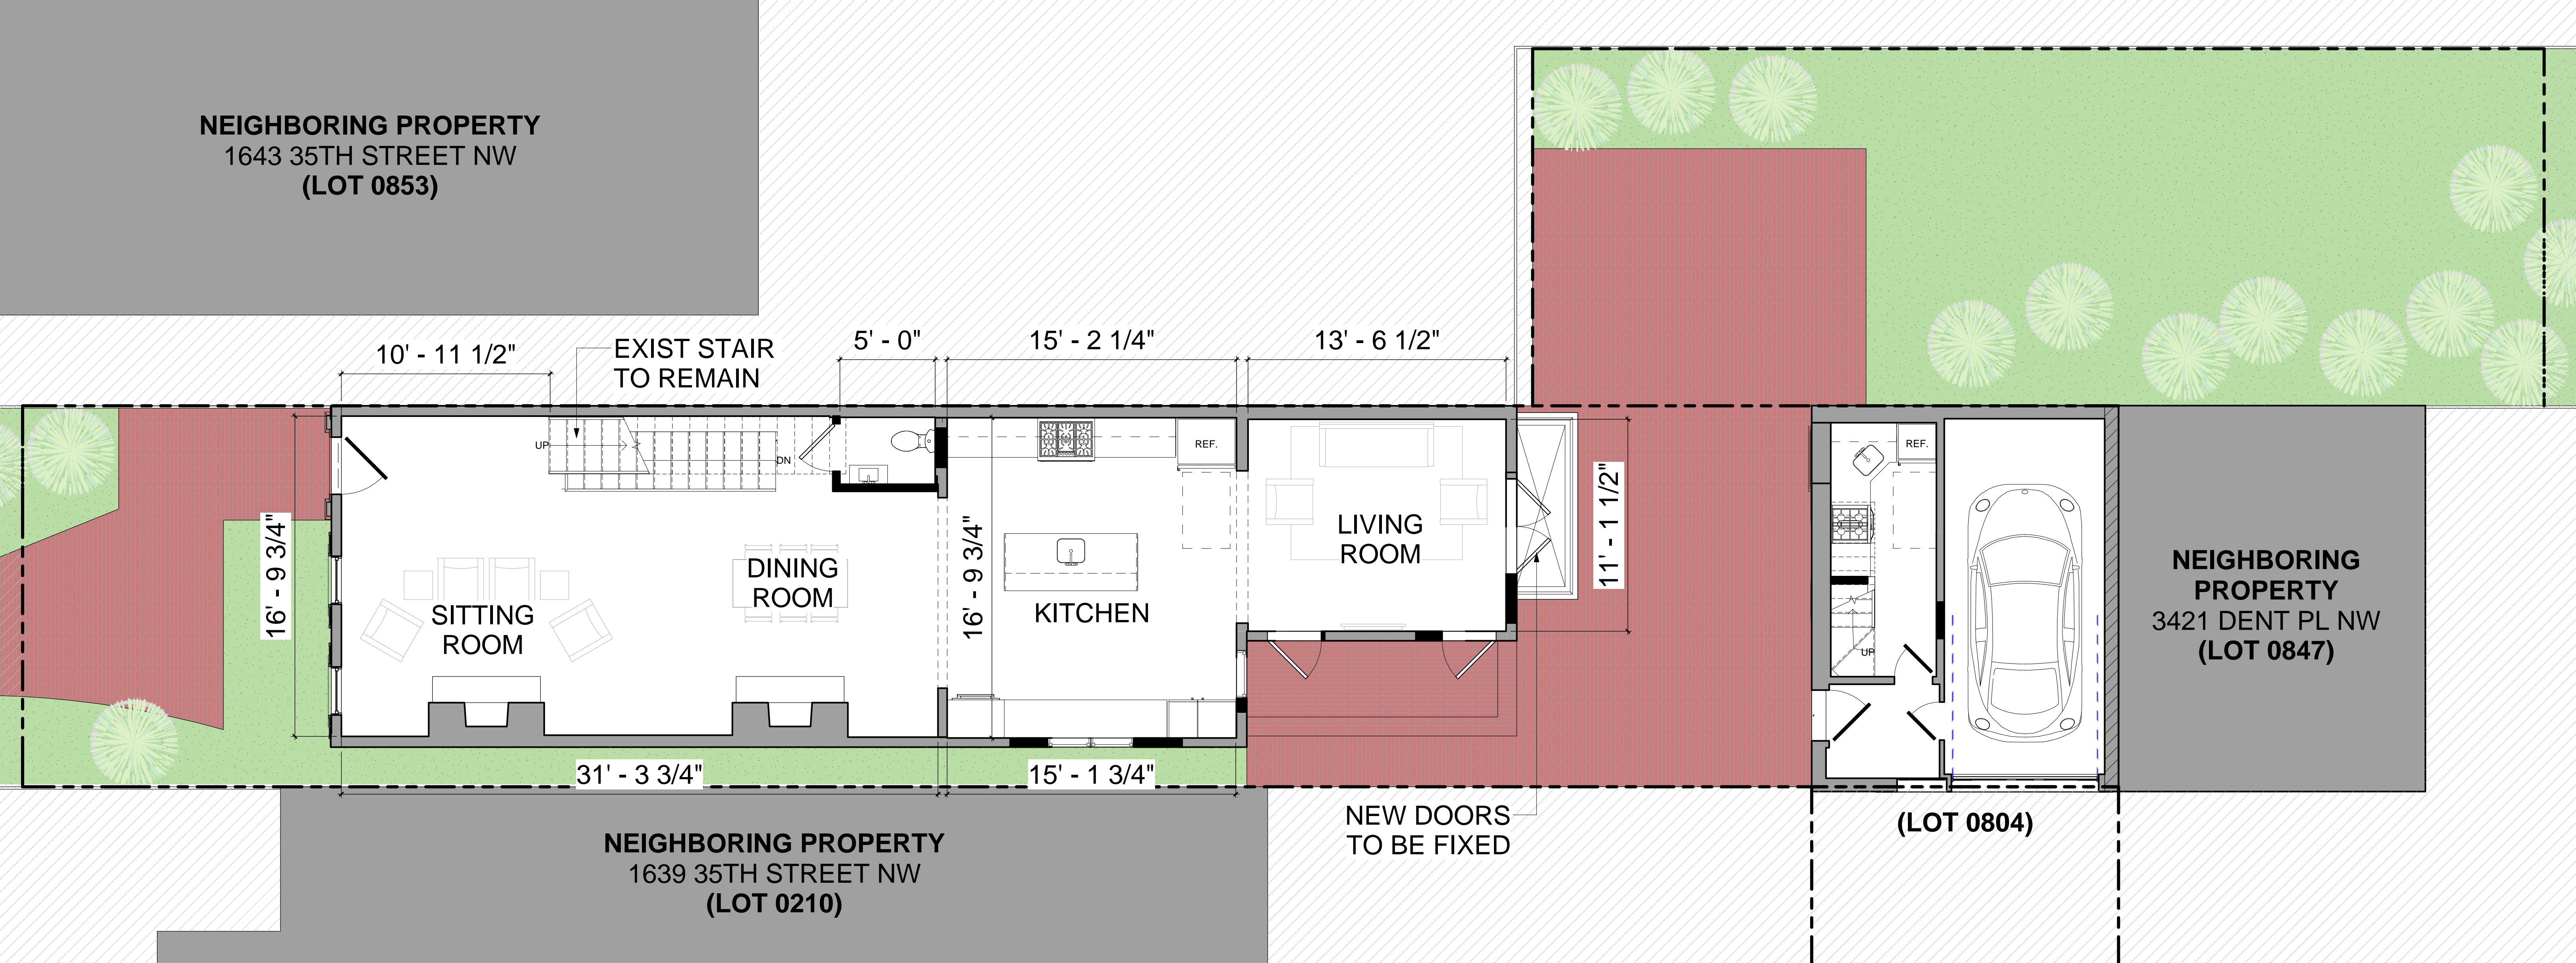 NEIGHBORING PROPERTY
1643 35TH STREET NW
(LOT 0853)
10' - 11 1/2"
EXIST STAIR
TO REMAIN
5' - 0"
15' - 2 1/4"
13' - 6 1/2"
UP
DN
REF.
REF.
16' - 9 3/4"
16' - 9 3/4"
11' - 1 1/2"
SITTING
ROOM
DINING
ROOM
KITCHEN
LIVING
ROOM
UP
NEIGHBORING
PROPERTY
3421 DENT PL NW
(LOT 0847)
31' - 3 3/4"
15' - 1 3/4"
NEW DOORS
TO BE FIXED
(LOT 0804)
NEIGHBORING PROPERTY
1639 35TH STREET NW
(LOT 0210)